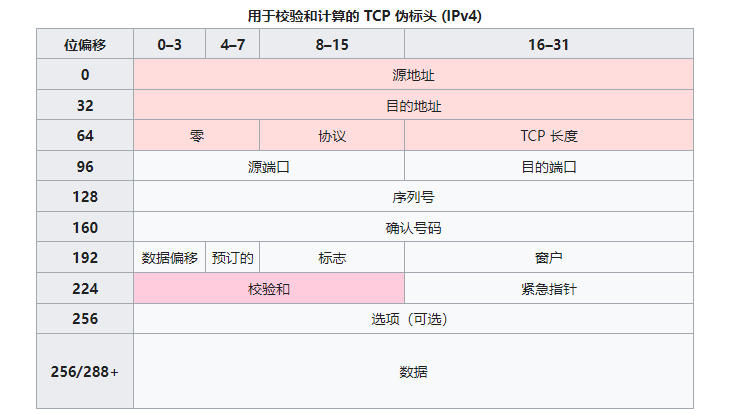 用于校验和计算的 TCP 伪标头 (IPv4)
位偏移 0–3 4–7 8–15 16–31
0 源地址
32 目的地址
64 零 协议 TCP 长度
96 源端口 目的端口
128 序列号
160 确认号码
192 数据偏移 预订的 标志 窗户
224 校验和 紧急指针
256 选项（可选）
256/288+ 数据